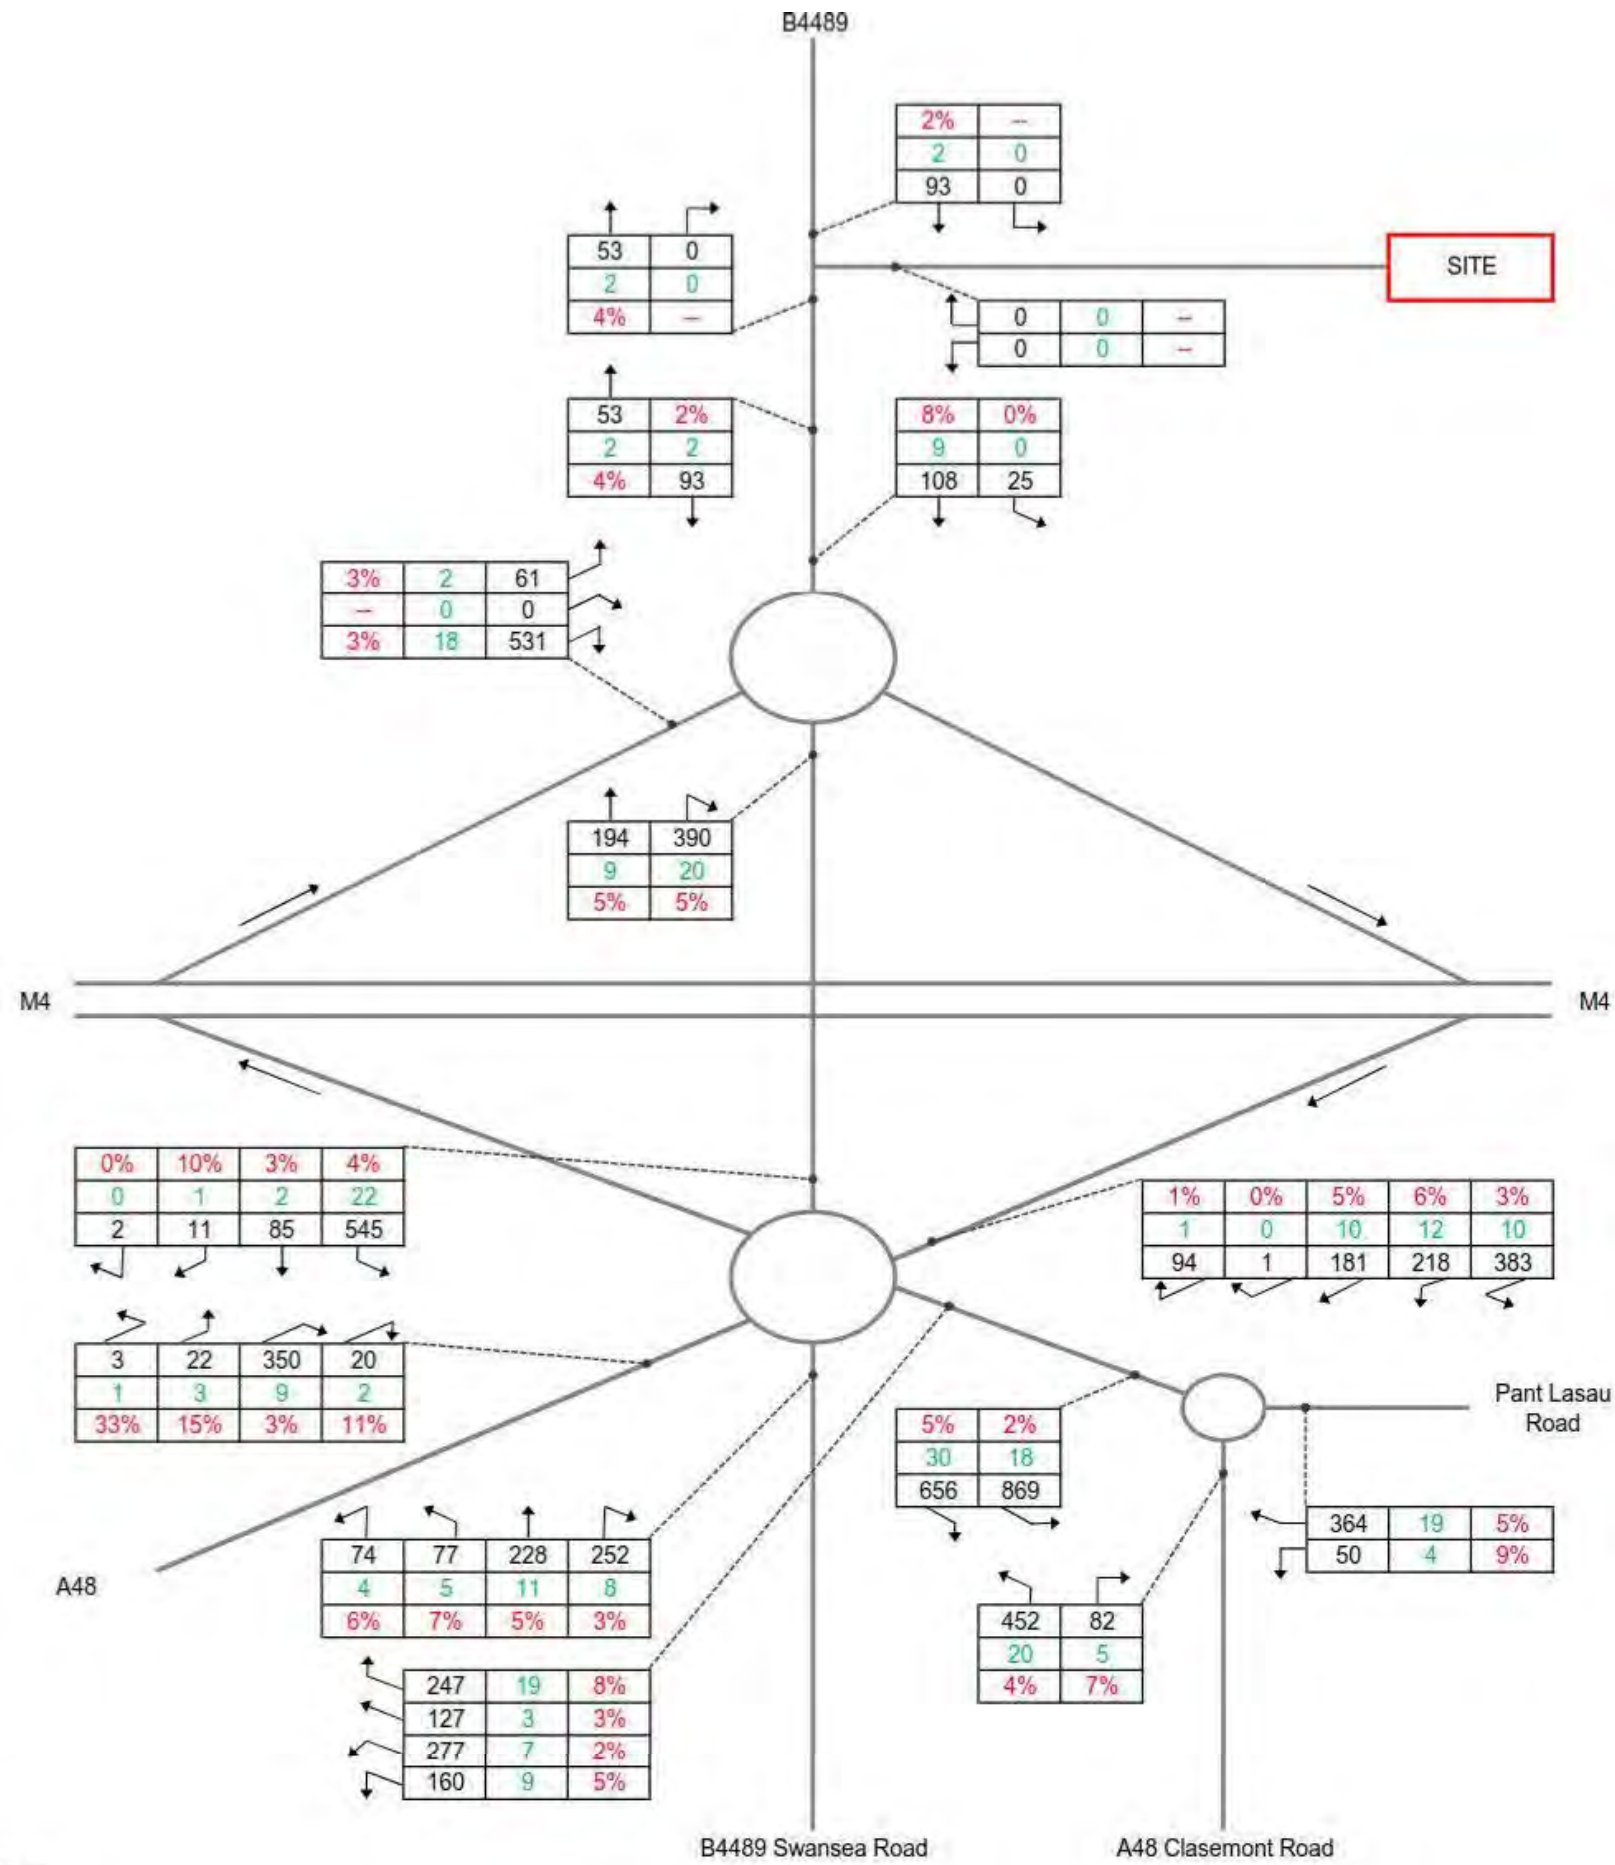 B4489
2% --
2 0
93 0
53 0
2 0
4% --
SITE
0 0 --
0 0 --
53 2%
2 2
4% 93
8% 0%
9 0
108 25
3% 2 61
-- 0 0
3% 18 531
194 390
9 20
5% 5%
M4
M4
0% 10% 3% 4%
0 1 2 22
2 11 85 545
1% 0% 5% 6% 3%
1 0 10 12 10
94 1 181 218 383
3 22 350 20
1 3 9 2
33% 15% 3% 11%
Pant Lasau
Road
5% 2%
30 18
656 869
364 19 5%
50 4 9%
A48
74 77 228 252
4 5 11 8
6% 7% 5% 3%
452 82
20 5
4% 7%
247 19 8%
127 3 3%
277 7 2%
160 9 5%
B4489 Swansea Road
A48 Clasemont Road